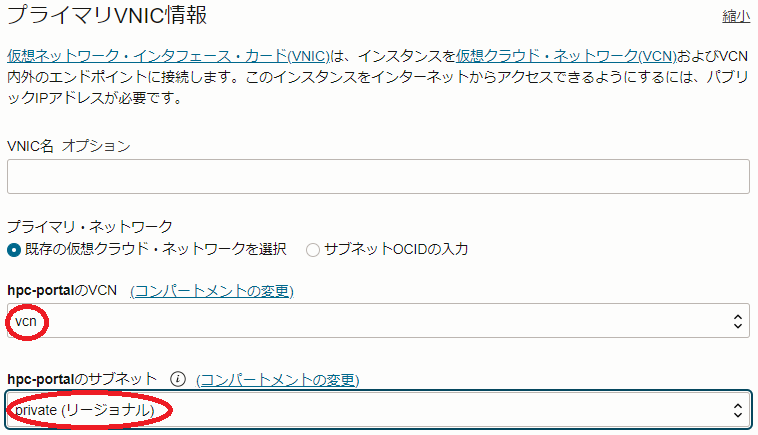 プライマリVNIC情報
縮小
仮想ネットワーク・インタフェース・カード(VNIC)は、インスタンスを仮想クラウド・ネットワーク(VCN)およびVCN
内外のエンドポイントに接続します。このインスタンスをインターネットからアクセスできるようにするには、パブリ
ックIPアドレスが必要です。
VNIC名 オプション
プライマリ・ネットワーク
既存の仮想クラウド・ネットワークを選択 サブネットOCIDの入力
hpc-portalのVCN (コンパートメントの変更)
vcn
hpc-portalのサブネット i (コンパートメントの変更)
private (リージョナル)